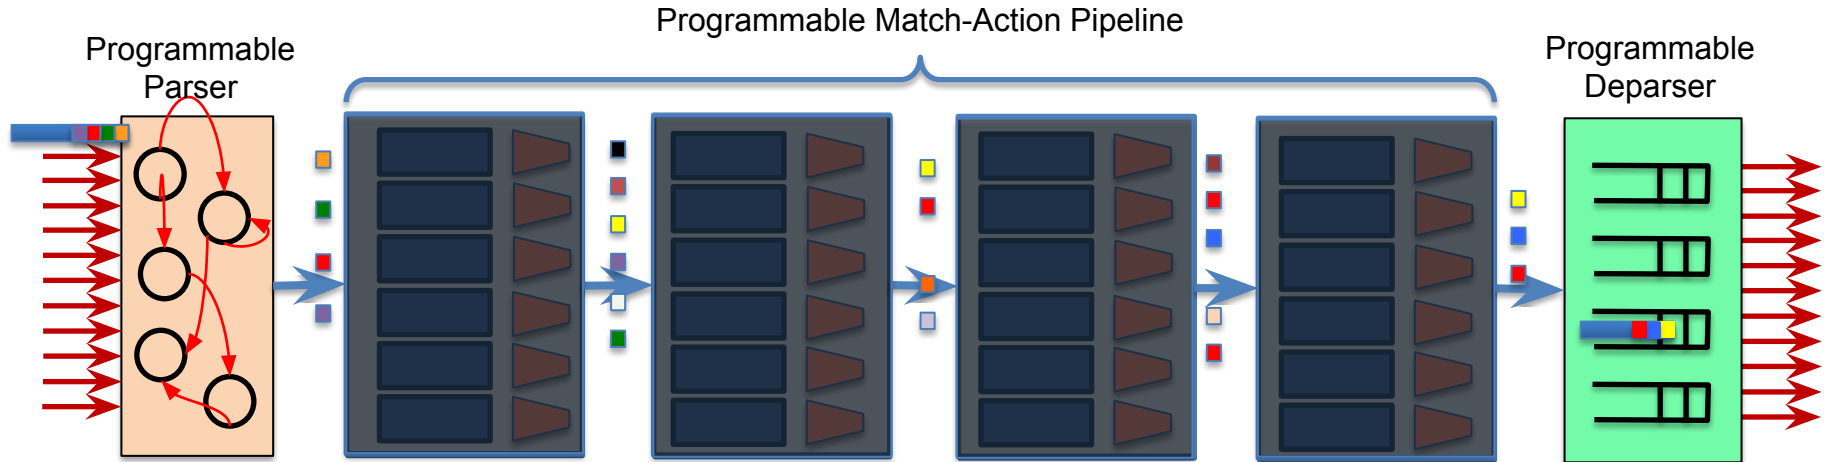 Programmable Match-Action Pipeline
Programmable
Parser
Programmable
Deparser